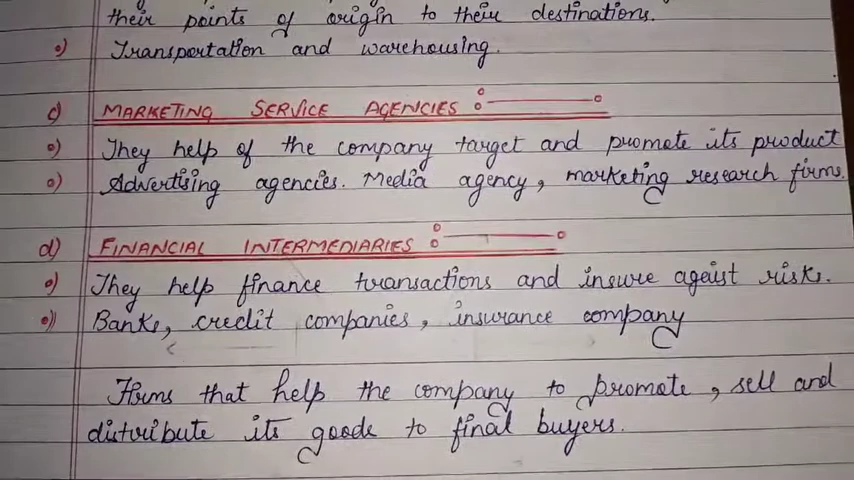 their points of origin to their destinations.
o) Transportation and warehousing.
c) MARKETING SERVICE AGENCIES :-
o) They help of the company target and promote its product
o) Advertising agencies. Media agency, marketing research firms.
d) FINANCIAL INTERMEDIARIES :-
o) They help finance transactions and insure ageist risks.
o) Banks, credit companies, insurance company
Firms that help the company to promote, sell and
distribute its goods to final buyers.